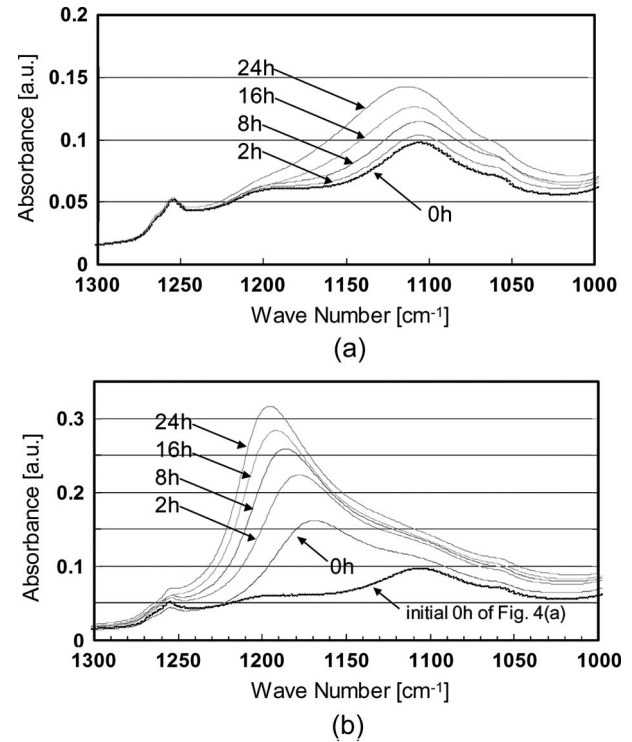 0.2
0.15
0.1
0.05
0
Absorbance [a.u.]
24h
16h
8h
2h
0h
1300 1250 1200 1150 1100 1050 1000
Wave Number [cm-1]
(a)
0.3
0.2
0.1
0
Absorbance [a.u.]
24h
16h
8h
2h
0h
initial 0h of Fig. 4(a)
1300 1250 1200 1150 1100 1050 1000
Wave Number [cm-1]
(b)